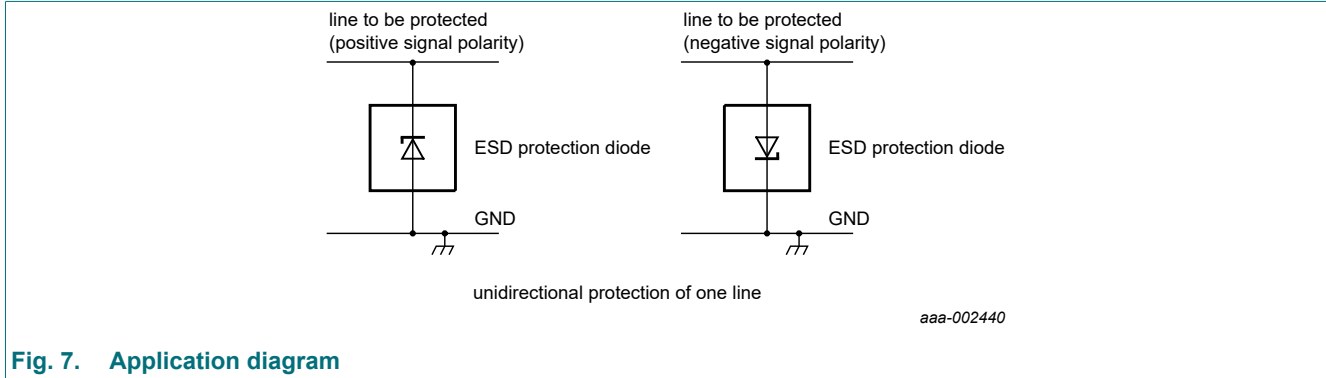 line to be protected
(positive signal polarity)
line to be protected
(negative signal polarity)
ESD protection diode
ESD protection diode
GND
GND
unidirectional protection of one line
aaa-002440
Fig. 7. Application diagram